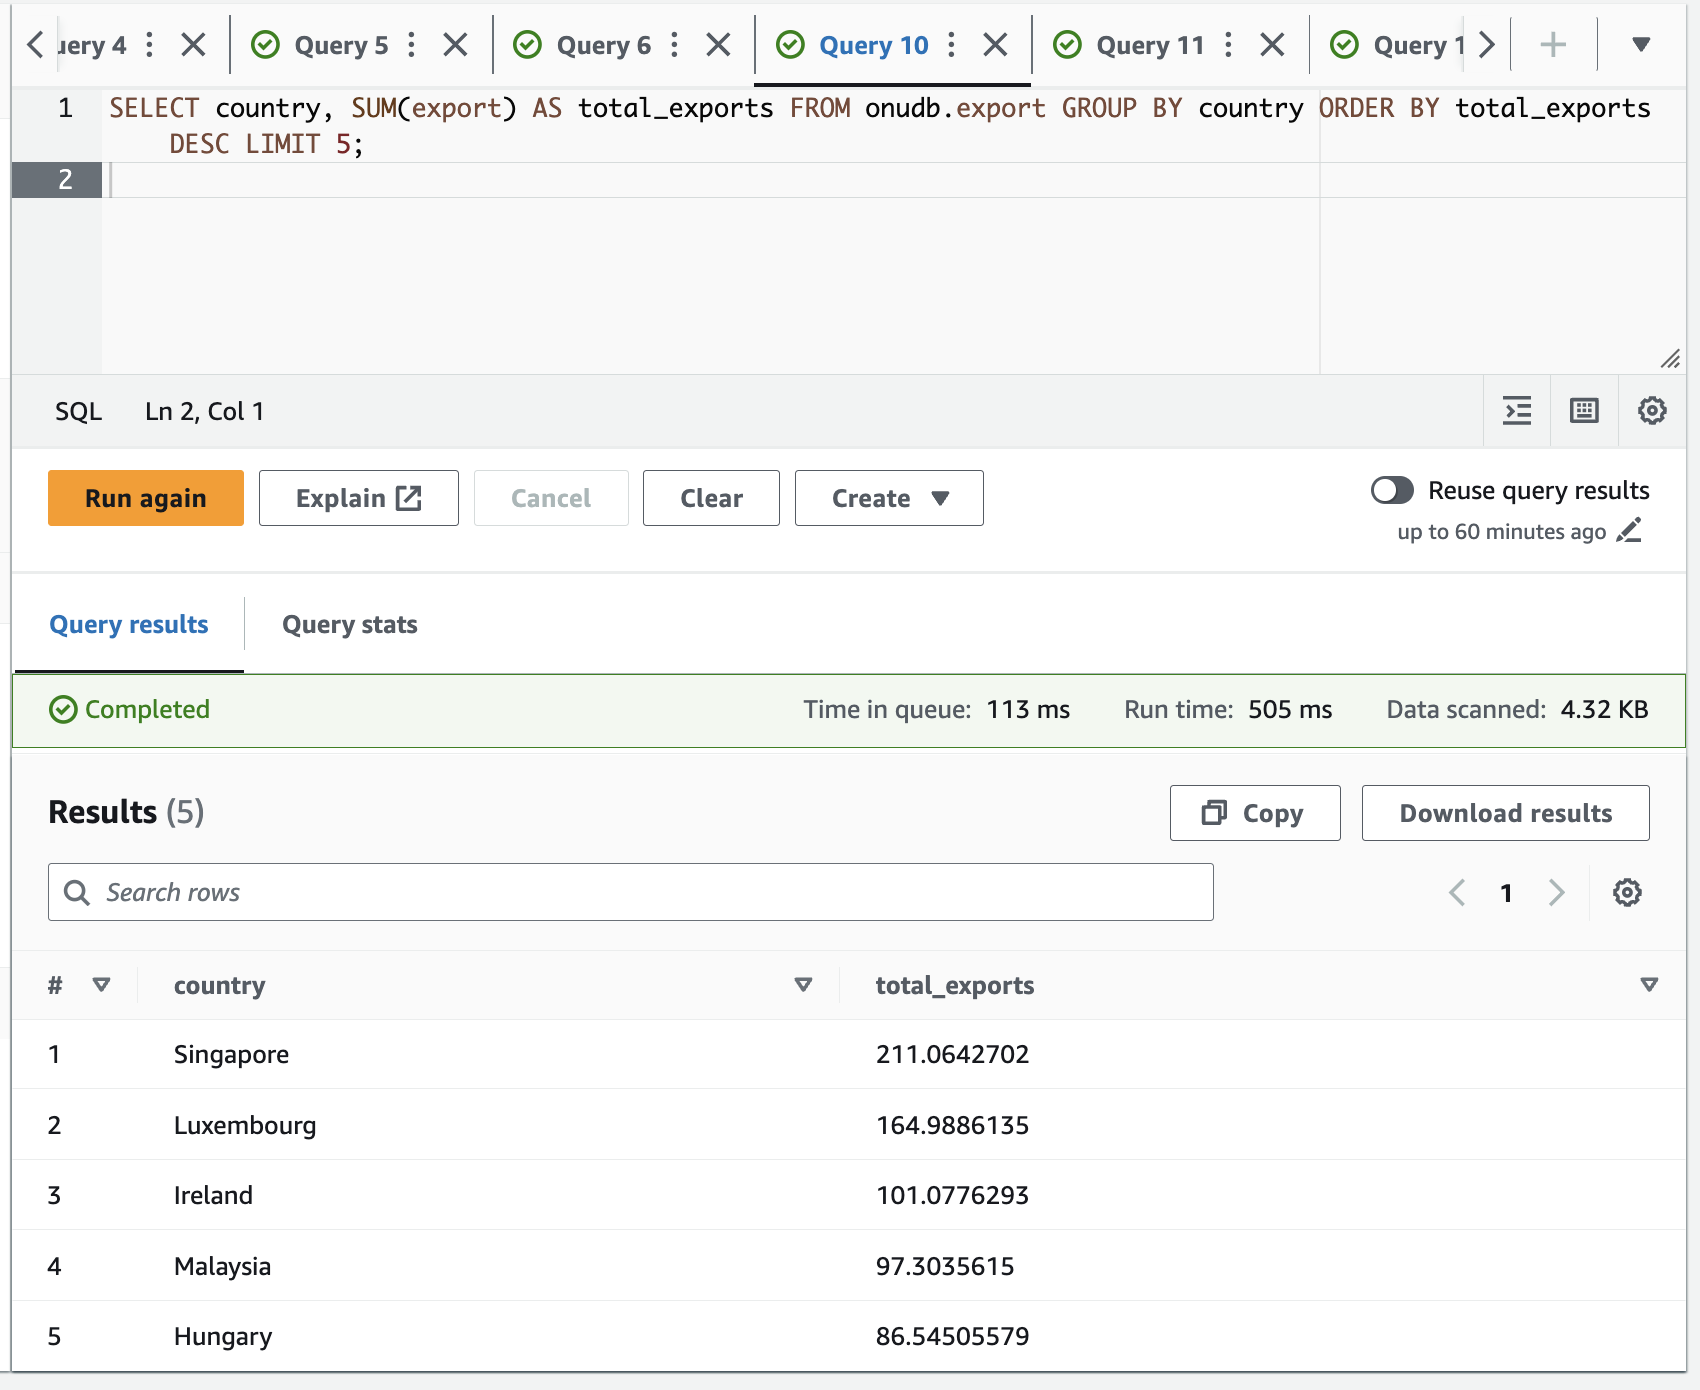 Query 5 Query 6 Query 10 Query 11 Query
1 SELECT country, SUM(export) AS total_exports FROM onudb.export GROUP BY country ORDER BY total_exports
DESC LIMIT 5;
2
SQL Ln 2, Col 1
Run again Explain Cancel Clear Create Reuse query results
up to 60 minutes ago
Query results Query stats
Completed Time in queue: 113 ms Run time: 505 ms Data scanned: 4.32 KB
Results (5) Copy Download results
Search rows 1
# country total_exports
1 Singapore 211.0642702
2 Luxembourg 164.9886135
3 Ireland 101.0776293
4 Malaysia 97.3035615
5 Hungary 86.54505579